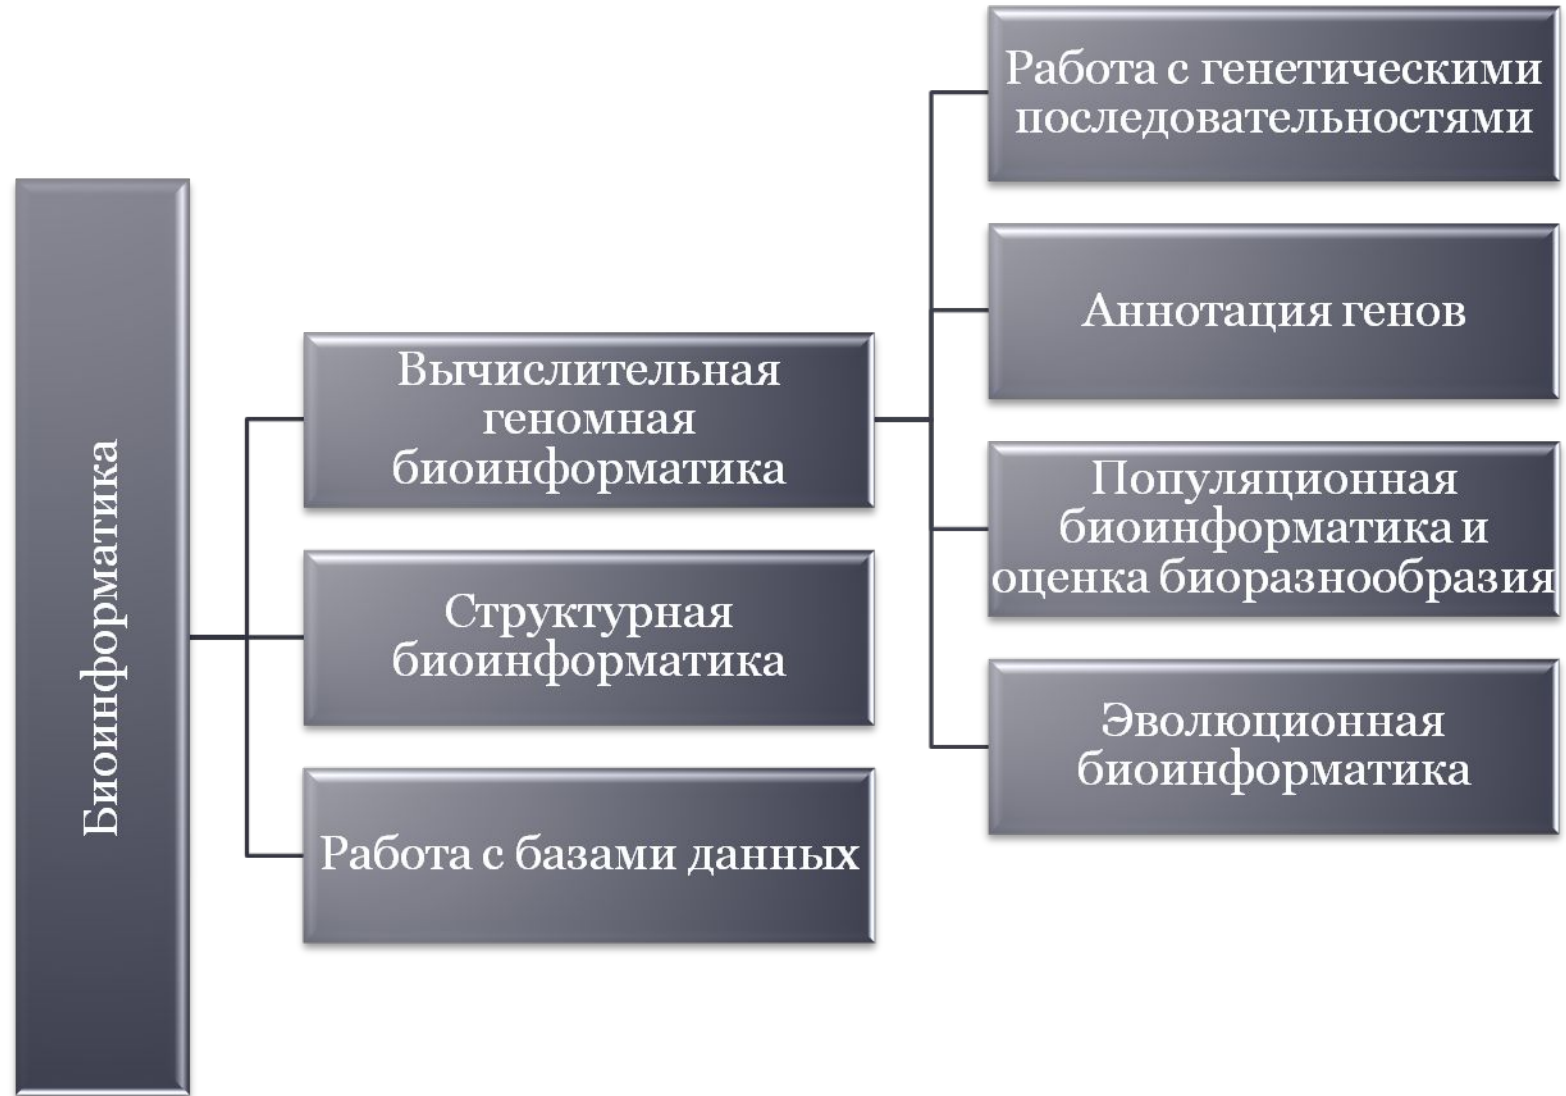 Биоинформатика
Вычислительная
геномная
биоинформатика
Структурная
биоинформатика
Работа с базами данных
Работа с генетическими
последовательностями
Аннотация генов
Популяционная
биоинформатика и
оценка биоразнообразия
Эволюционная
биоинформатика